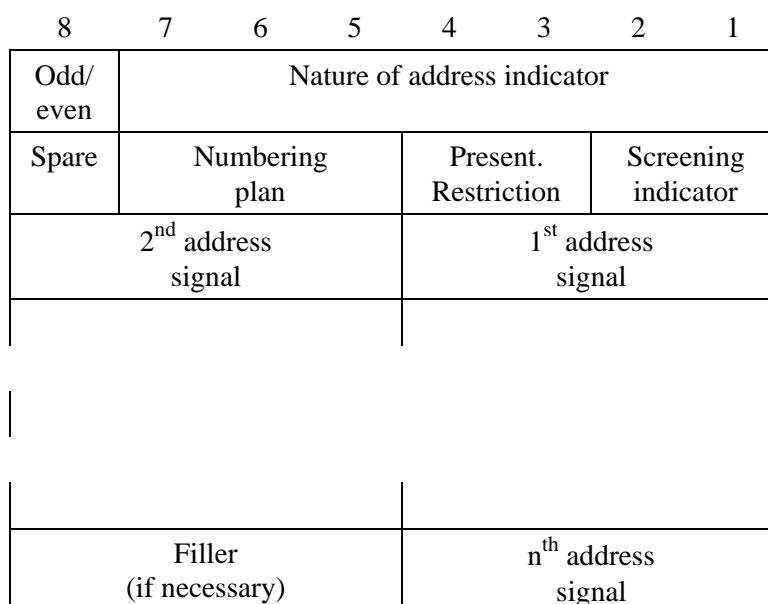 8 7 6 5 4 3 2 1
Odd/ Nature of address indicator
even
Spare Numbering Present. Screening
plan Restriction indicator
2nd address 1st address
signal signal
Filler nth address
(if necessary) signal